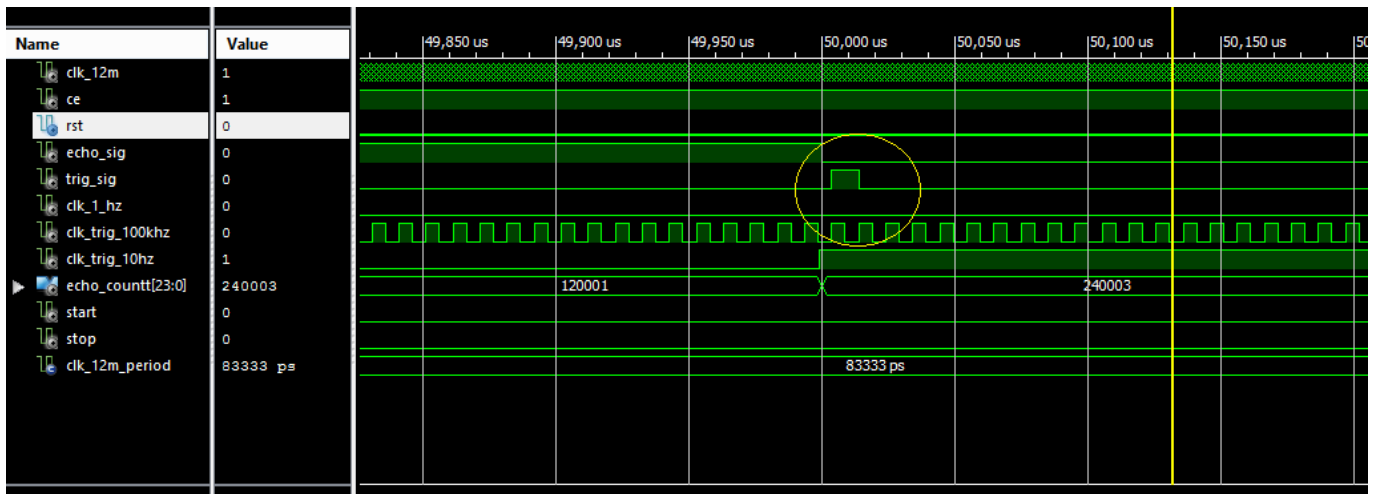 Name Value
49,850 us 49,900 us 49,950 us 50,000 us 50,050 us 50,100 us 50,150 us 50
clk_12m 1
ce 1
rst 0
echo_sig 0
trig_sig 0
clk_1_hz 0
clk_trig_100khz 0
clk_trig_10hz 1
echo_countt[23:0] 240003 120001 240003
start 0
stop 0
clk_12m_period 83333 ps 83333 ps